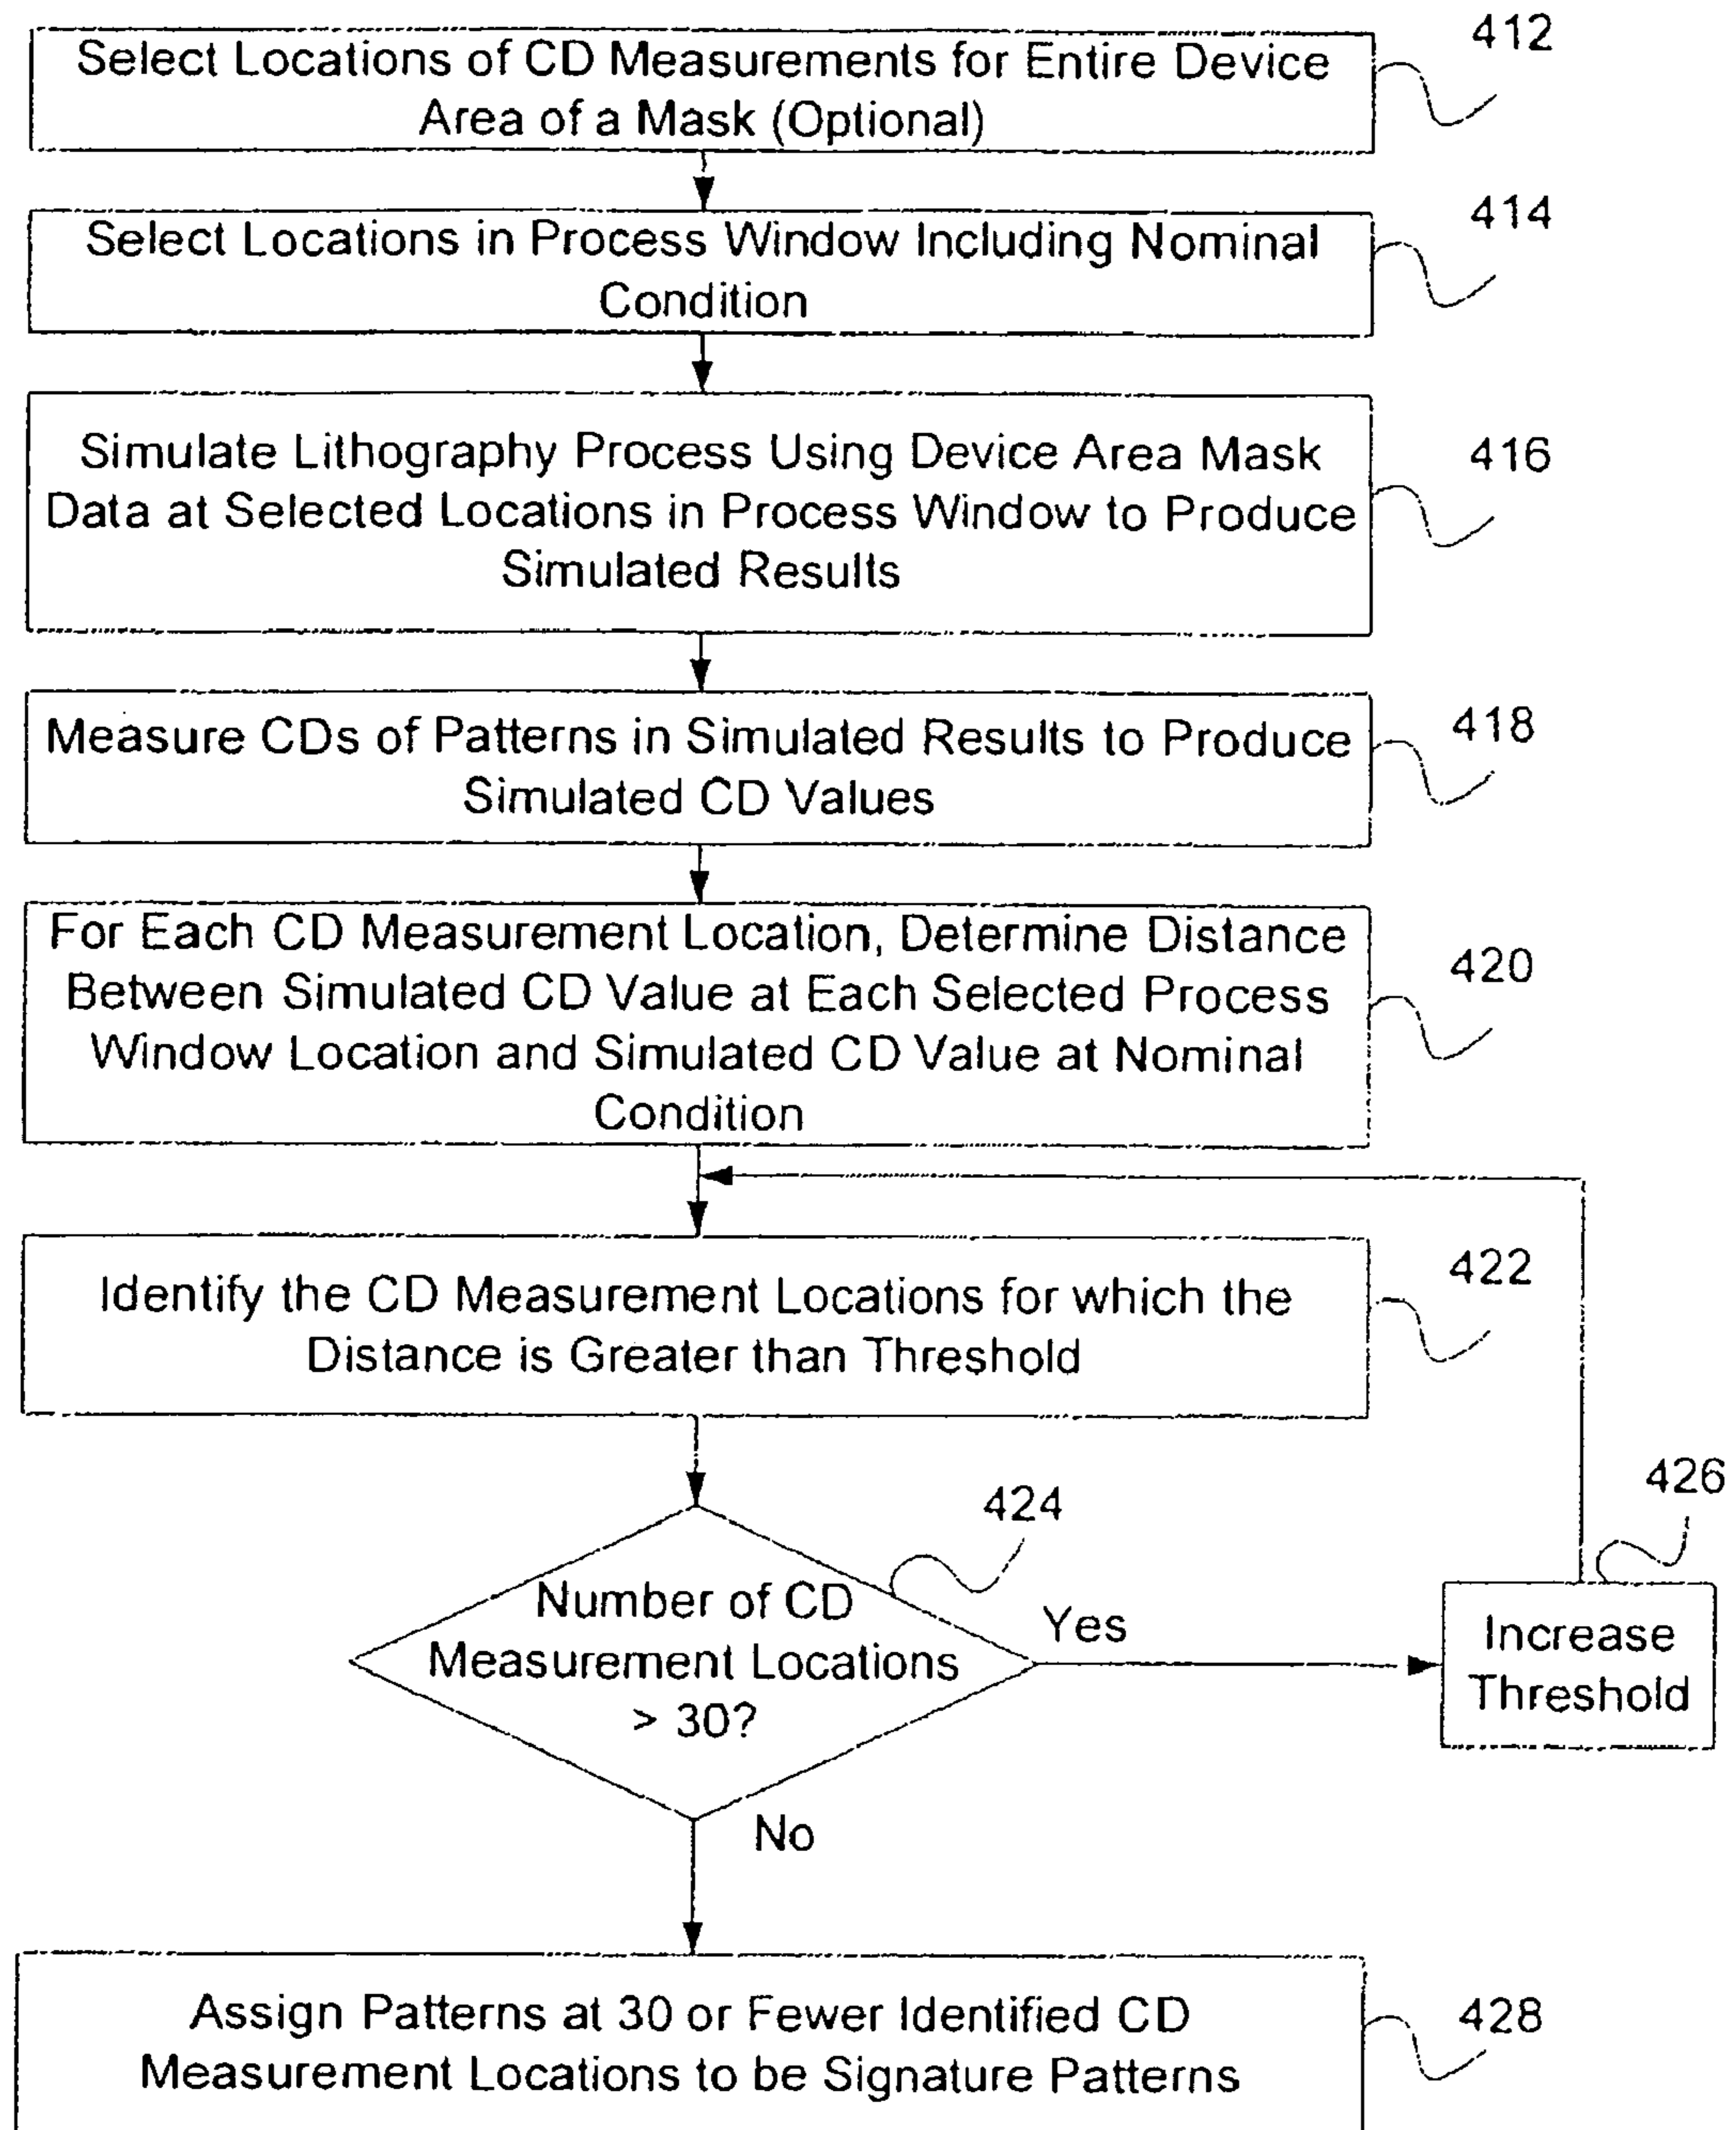 Select Locations of CD Measurements for Entire Device
Area of a Mask (Optional)
412
Select Locations in Process Window Including Nominal
Condition
414
Simulate Lithography Process Using Device Area Mask
Data at Selected Locations in Process Window to Produce
Simulated Results
416
Measure CDs of Patterns in Simulated Results to Produce
Simulated CD Values
418
For Each CD Measurement Location, Determine Distance
Between Simulated CD Value at Each Selected Process
Window Location and Simulated CD Value at Nominal
Condition
420
Identify the CD Measurement Locations for which the
Distance is Greater than Threshold
422
Number of CD
Measurement Locations
> 30?
424
Yes
Increase
Threshold
426
No
Assign Patterns at 30 or Fewer Identified CD
Measurement Locations to be Signature Patterns
428